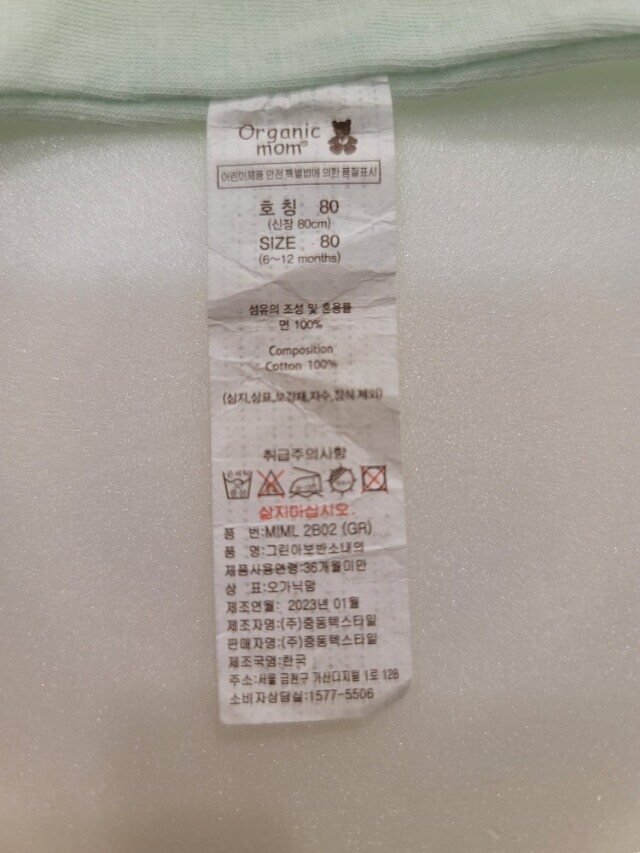 Organic
mom®
어린이제품 안전 특별법에 의한 품질표시
호 칭 80
(신장 80cm)
SIZE 80
(6~12 months)
섬유의 조성 및 혼용률
면 100%
Composition
Cotton 100%
(심지,상표,보강재,자수,장식 제외)
취급주의사항
삶지마십시오.
품 번:MIML 2B02 (GR)
품 명:그린아보반소내의
제품사용연령:36개월미만
상 표:오가닉맘
제조연월: 2023년 01월
제조자명:(주)중동텍스타일
판매자명:(주)중동텍스타일
제조국명:한국
주소:서울 금천구 가산디지털 1로 128
소비자상담실:1577-5506